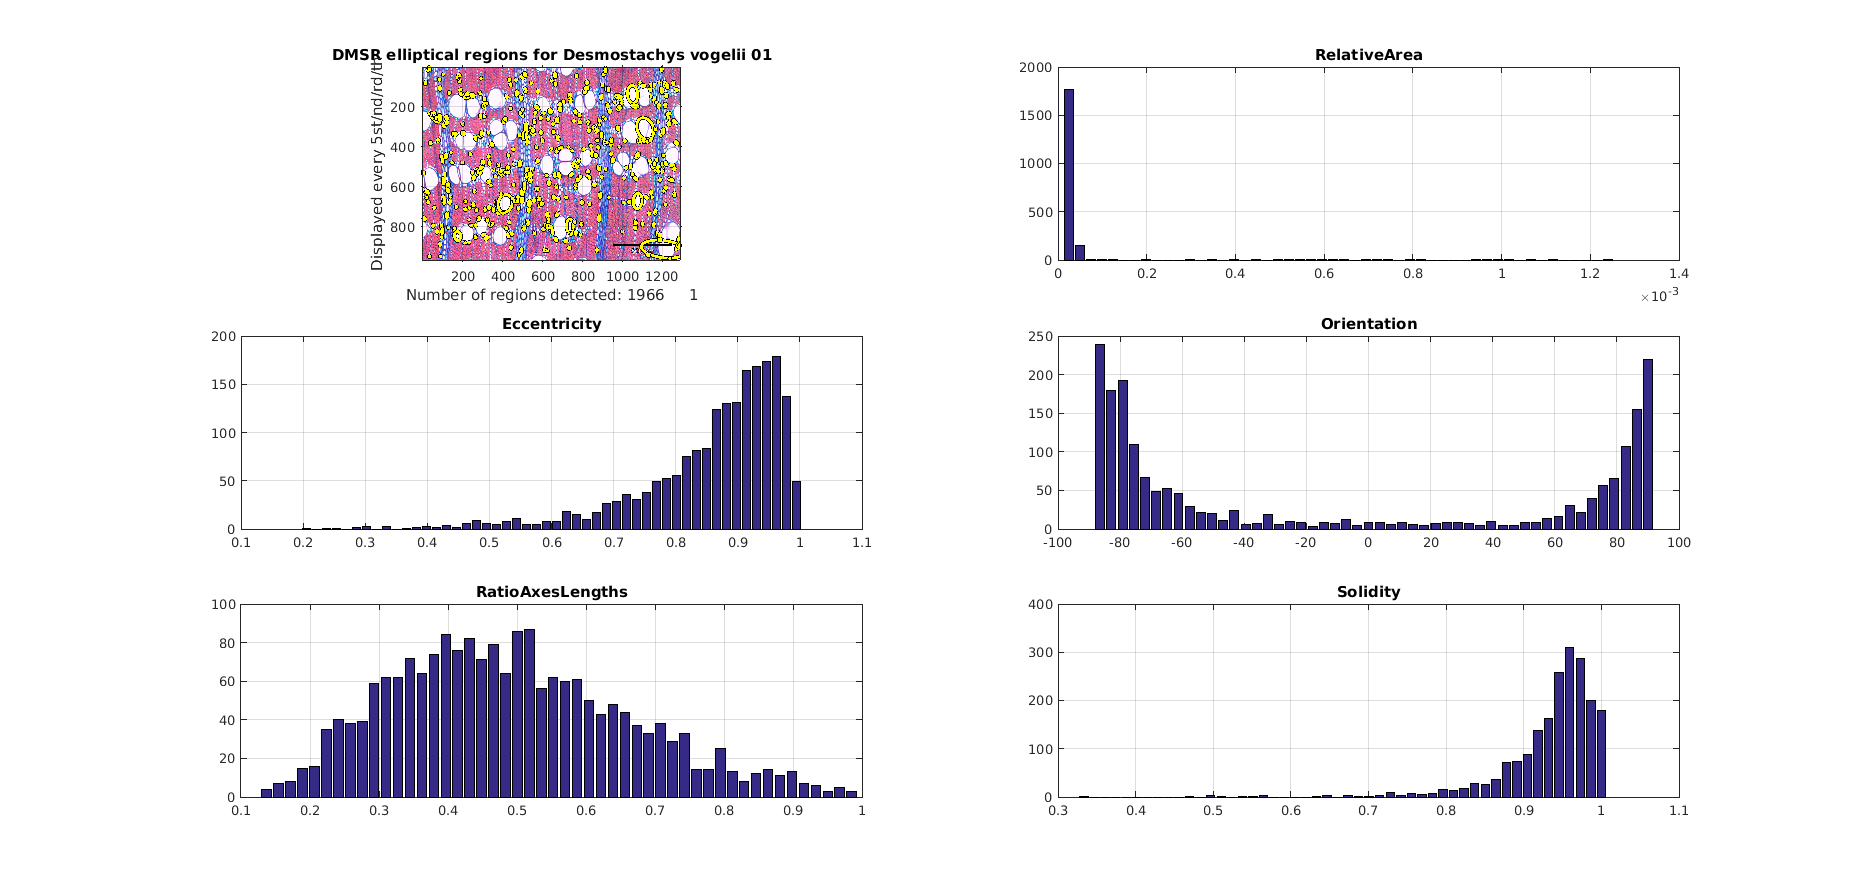 DMSR elliptical regions for Desmostachys vogelii 01
Displayed every 5st/nd/rd/th
200
400
600
800
200 400 600 800 1000 1200
Number of regions detected: 1966 1
RelativeArea
2000
1500
1000
500
0
0 0.2 0.4 0.6 0.8 1 1.2 1.4
×10-3
Eccentricity
200
150
100
50
0
0.1 0.2 0.3 0.4 0.5 0.6 0.7 0.8 0.9 1 1.1
Orientation
250
200
150
100
50
0
-100 -80 -60 -40 -20 0 20 40 60 80 100
RatioAxesLengths
100
80
60
40
20
0
0.1 0.2 0.3 0.4 0.5 0.6 0.7 0.8 0.9 1
Solidity
400
300
200
100
0
0.3 0.4 0.5 0.6 0.7 0.8 0.9 1 1.1